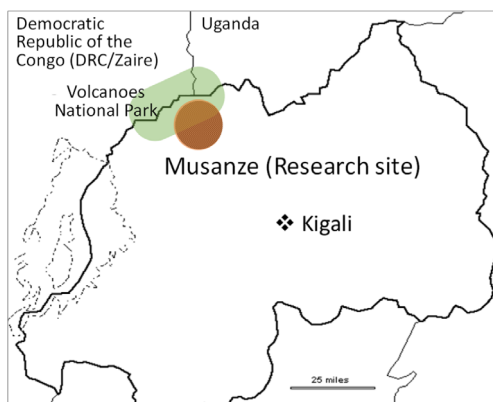 Democratic
Republic of the
Congo (DRC/Zaire)
Uganda
Volcanoes
National Park
Musanze (Research site)
Kigali
25 miles